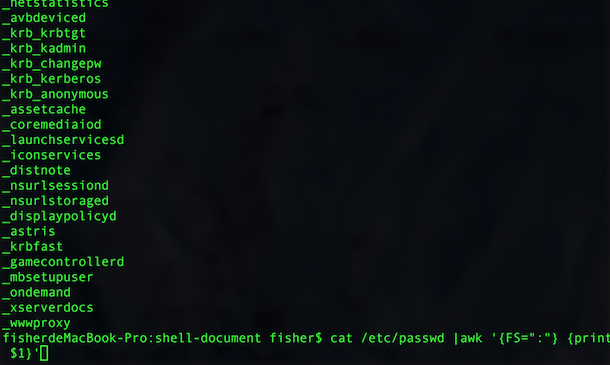 _netstatistics
_avbdeviced
_krb_krbtgt
_krb_kadmin
_krb_changepw
_krb_kerberos
_krb_anonymous
_assetcache
_coremediaiod
_launchservicesd
_iconservices
_distnote
_nsurlsessiond
_nsurlstoraged
_displaypolicyd
_astris
_krbfast
_gamecontrollerd
_mbsetupuser
_ondemand
_xserverdocs
_wwwproxy
fisherdeMacBook-Pro:shell-document fisher$ cat /etc/passwd |awk '{FS=":"} {print
 $1}'